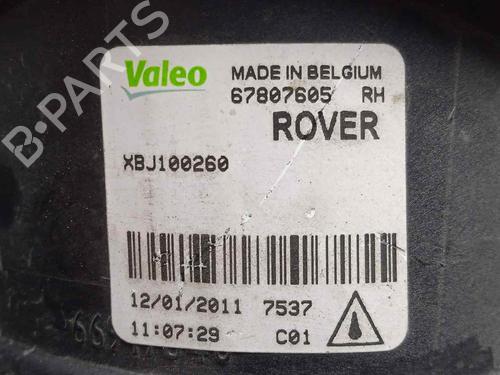 B-PARTS
Valeo
MADE IN BELGIUM
67807605 RH
ROVER
XBJ100260
12/01/2011 7537
11:07:29 C01